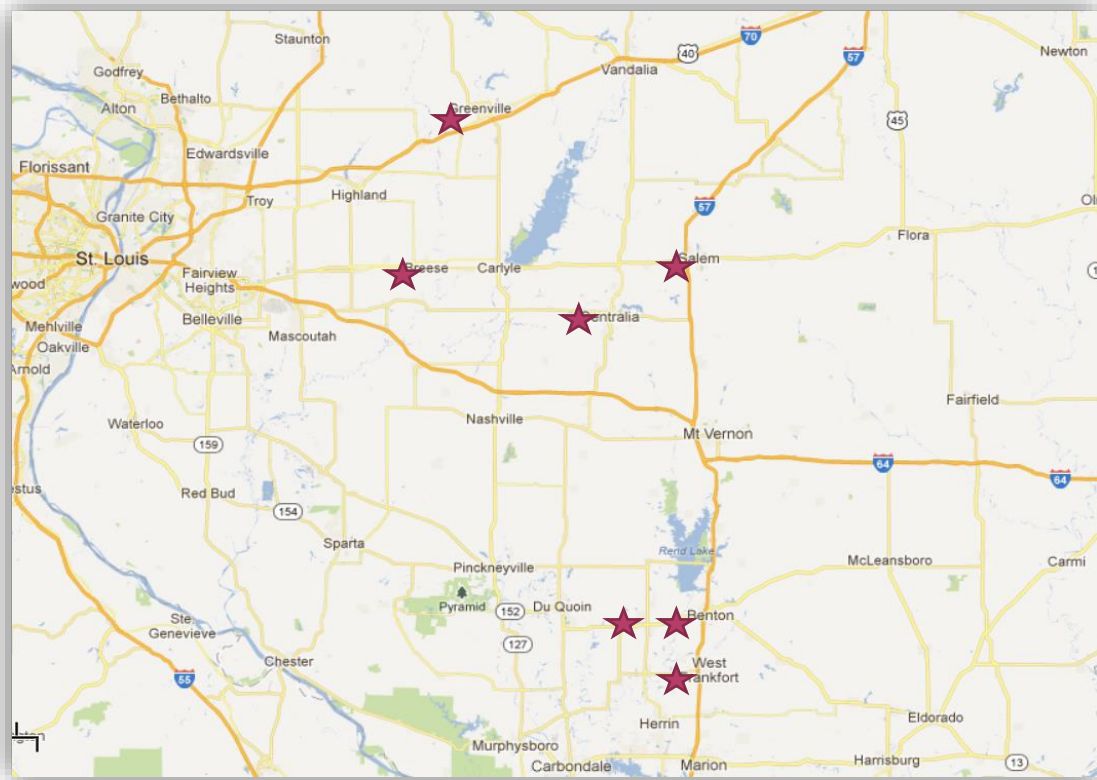 Staunton
70
40
57
Newton
Godfrey
Vandalia
Bethalto
Alton
Greenville
45
Edwardsville
Florissant
Highland
Troy
57
Granite City
Flora
St. Louis
Breese
Carlyle
Salem
Fairview
Heights
wood
Belleville
Centralia
Mehlville
Mascoutah
Oakville
Arnold
Fairfield
Waterloo
Nashville
Mt Vernon
159
64
64
Red Bud
154
Sparta
Rend Lake
McLeansboro
Carmi
Pinckneyville
Pyramid
152
Du Quoin
Benton
Ste
Genevieve
127
Chester
West
Frankfort
55
Herrin
Eldorado
Murphysboro
Carbondale
Marion
Harrisburg
13